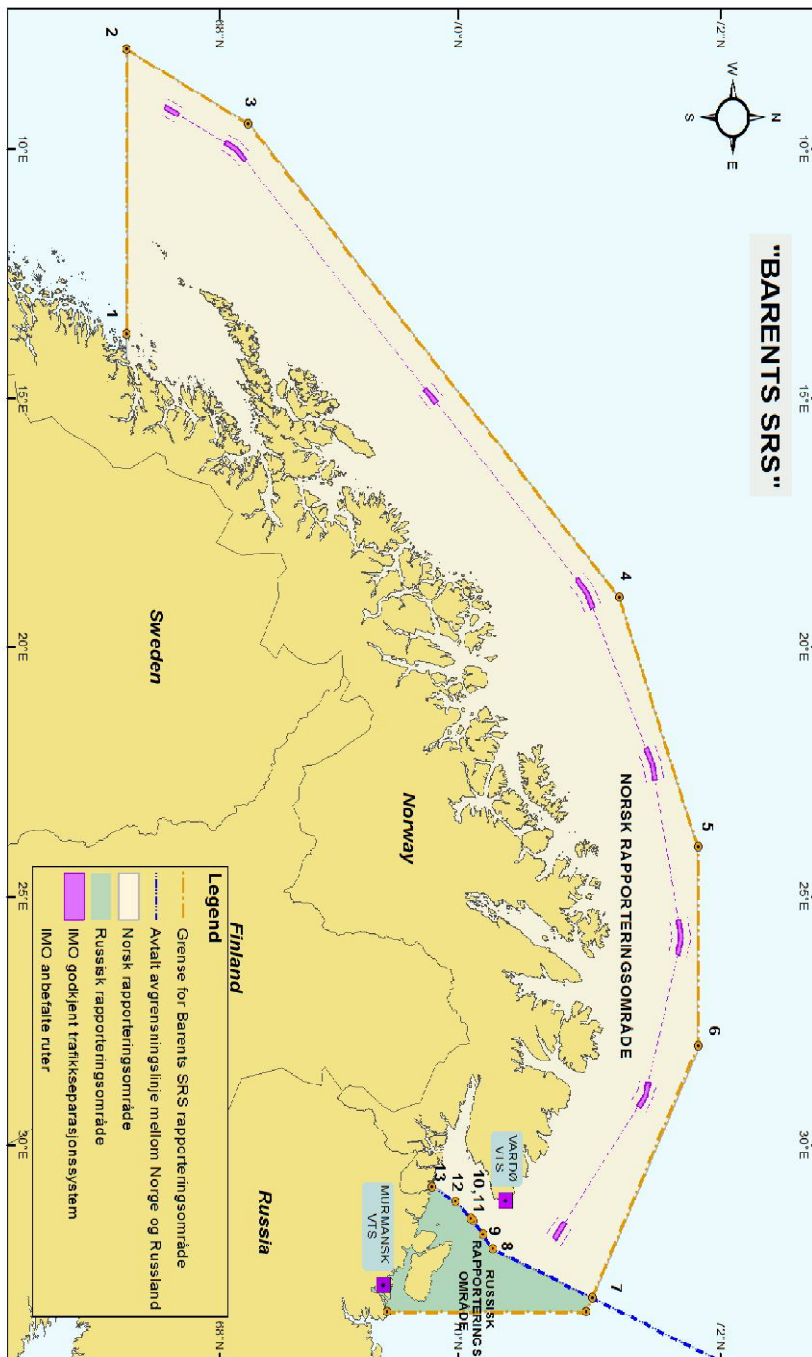 10°E 15°E 20°E 25°E 30°E
72°N 72°N
N
W E
S
"BARENTS SRS"
5 6
4
7
NORSK RAPPORTERINGSOMRÅDE
VARDØ
VTS
8
9
10,11
12
13
RUSSISK
RAPPORTERINGS
OMRÅDE
70°N 70°N
MURMANSK
VTS
Norway
3
68°N 68°N
Finland
Russia
2 1
Sweden
Legend
Grense for Barents SRS rapporteringsområde
Avtalt avgrensningslinje mellom Norge og Russland
Norsk rapporteringsområde
Russisk rapporteringsområde
IMO godkjent trafikkseparasjonssystem
IMO anbefalte ruter
10°E 15°E 20°E 25°E 30°E